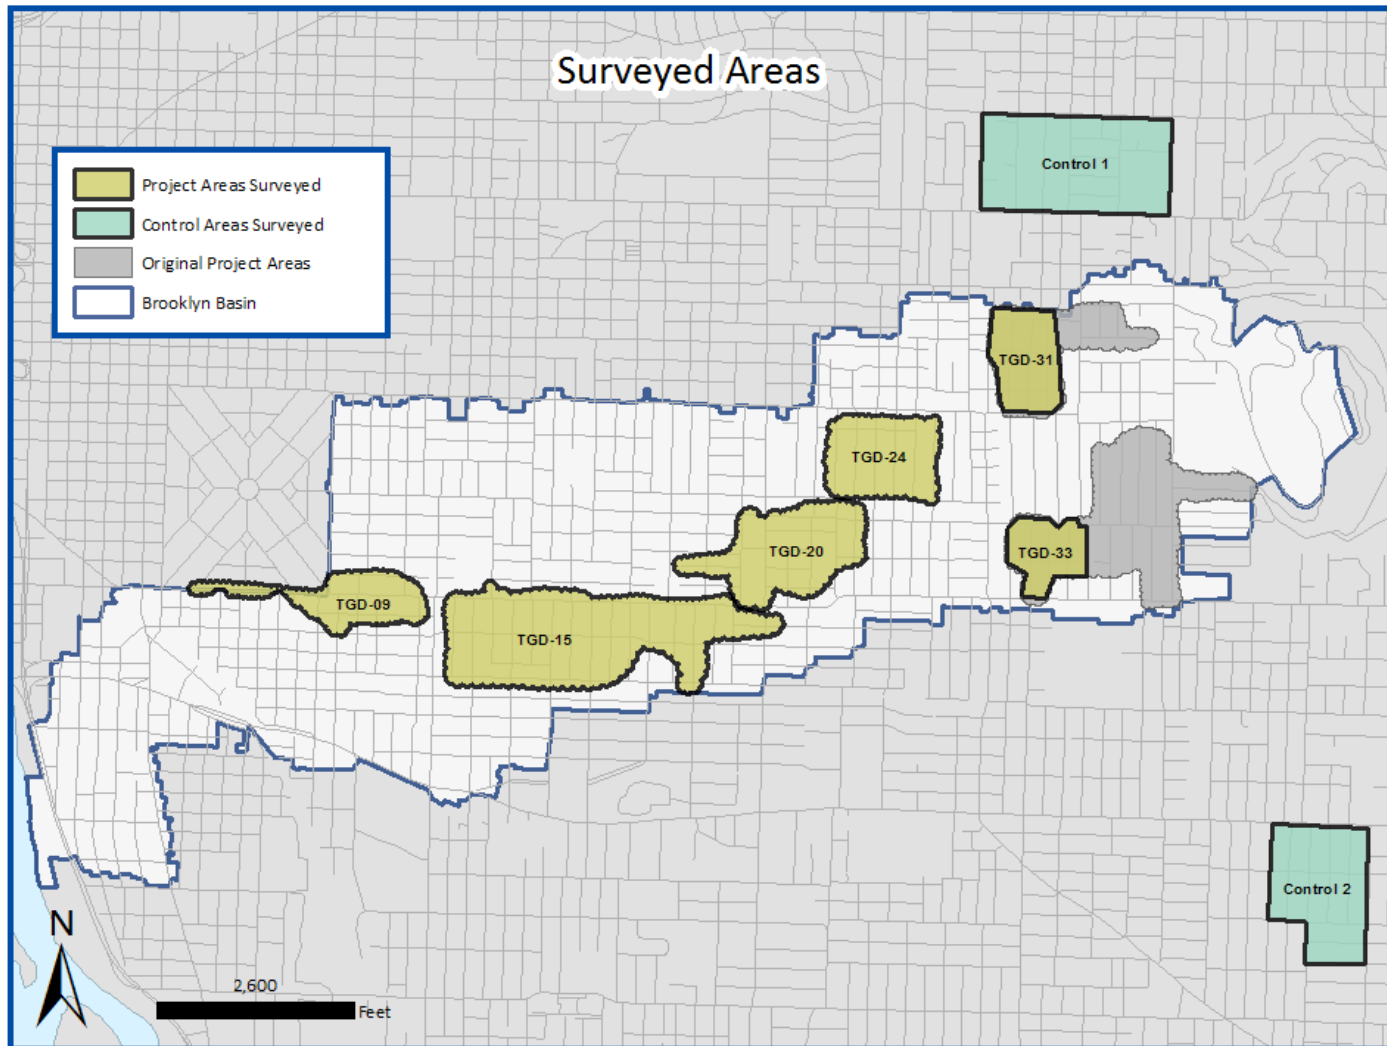 Surveyed Areas
Control 1
Project Areas Surveyed
Control Areas Surveyed
Original Project Areas
Brooklyn Basin
TGD-31
TGD-24
TGD-20
TGD-33
TGD-09
TGD-15
Control 2
N
2,600
Feet